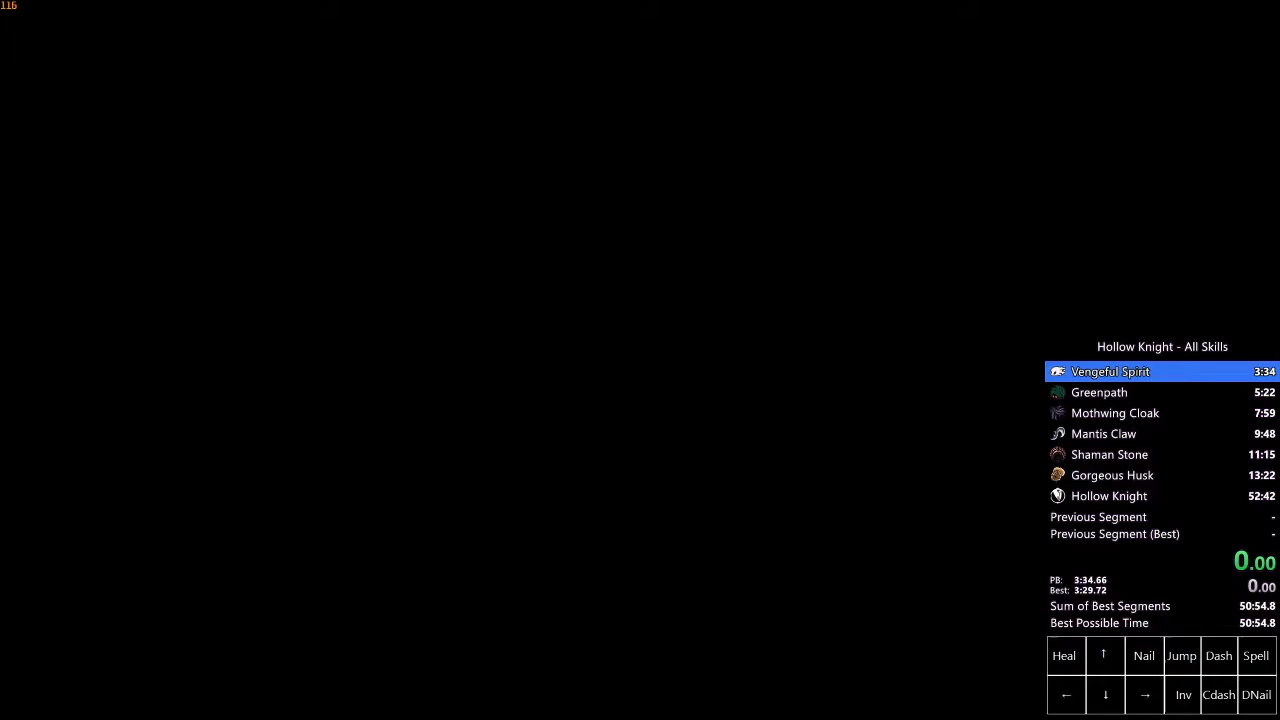 116
Hollow Knight - All Skills
Vengeful Spirit 3:34
Greenpath 5:22
Mothwing Cloak 7:59
Mantis Claw 9:48
Shaman Stone 11:15
Gorgeous Husk 13:22
Hollow Knight 52:42
Previous Segment -
Previous Segment (Best) -
0.00
PB: 3:34.66
Best: 3:29.72
0.00
Sum of Best Segments 50:54.8
Best Possible Time 50:54.8
Heal ↑ Nail Jump Dash Spell
← ↓ → Inv Cdash DNail